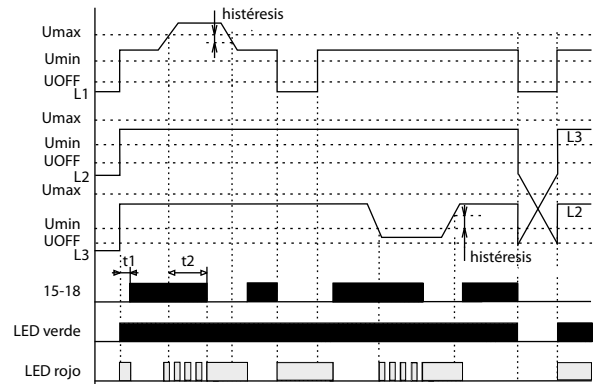 histéresis
Umax
Umin
UOFF
L1
Umax
Umin
L3
UOFF
L2
Umax
L2
Umin
UOFF
L3
histéresis
t1
t2
15-18
LED verde
LED rojo